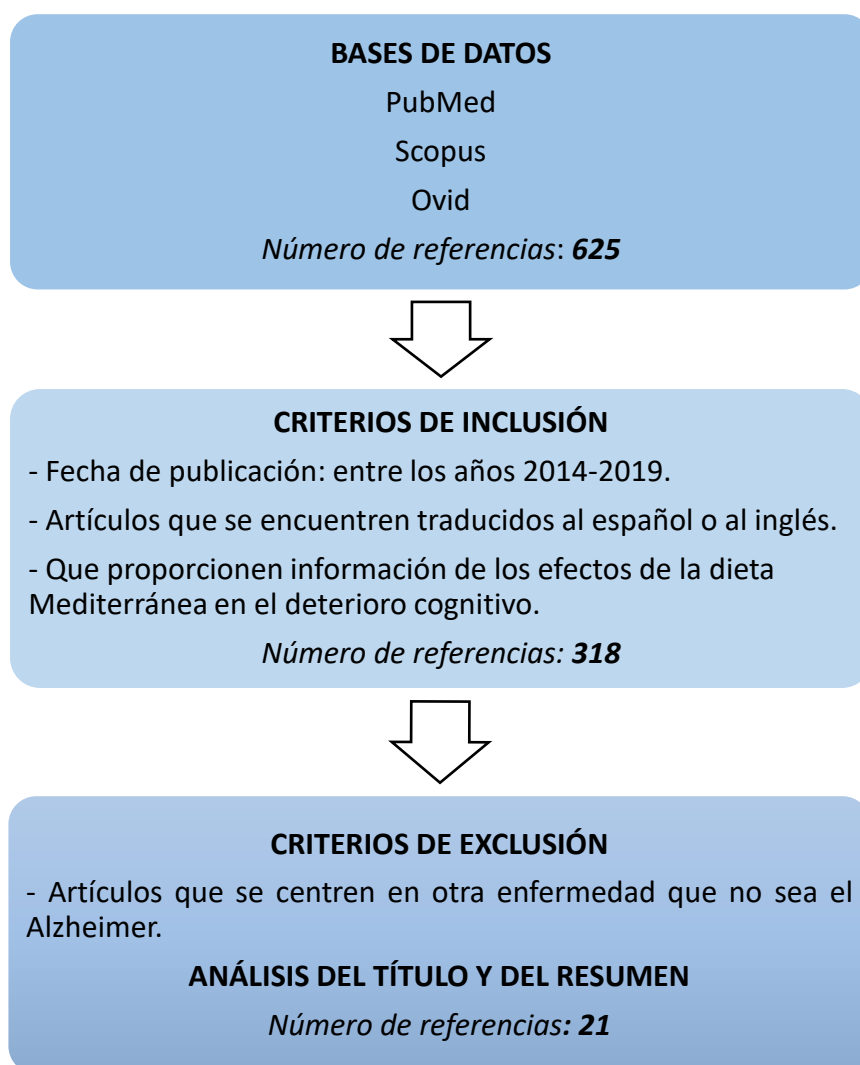 BASES DE DATOS
PubMed
Scopus
Ovid
Número de referencias: 625
CRITERIOS DE INCLUSIÓN
- Fecha de publicación: entre los años 2014-2019.
- Artículos que se encuentren traducidos al español o al inglés.
- Que proporcionen información de los efectos de la dieta
Mediterránea en el deterioro cognitivo.
Número de referencias: 318
CRITERIOS DE EXCLUSIÓN
- Artículos que se centren en otra enfermedad que no sea el
Alzheimer.
ANÁLISIS DEL TÍTULO Y DEL RESUMEN
Número de referencias: 21